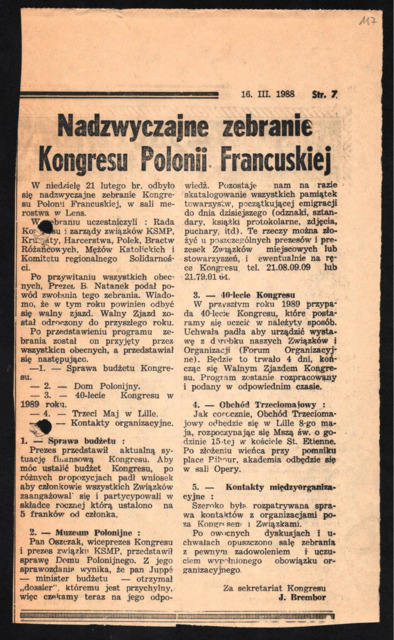 117
16. III. 1988 Str. 7
Nadzwyczajne zebranie
Kongresu Polonii Francuskiej
W niedzielę 21 lutego br. odbyło
się nadzwyczajne zebranie Kongre-
su Polonii Francuskiej, w sali me-
rostwa w Lens.
W zebraniu uczestniczyli : Rada
i zarządy związków KSMP,
Harcerstwa, Polek, Bractw
Różańcowych, Mężów Katolickich i
Komitetu regionalnego Solidarnoś-
ci.
Po przywitaniu wszystkich obec-
nych, Prezes B. Natanek podał po-
wód zwołania tego zebrania. Wiado-
mo, że w tym roku powinien odbyć
się walny zjazd. Walny Zjazd zo-
stał odroczony do przyszłego roku.
Po przedstawieniu programu ze-
brania został on przyjęty przez
wszystkich obecnych, a przedstawiał
się następująco.
—1. — Sprawa budżetu Kongre-
su.
— 2. — Dom Polonijny.
— 3. — 40-lecie Kongresu w
1989 roku.
— 4. — Trzeci Maj w Lille.
— Kontakty organizacyjne.
1. — Sprawa budżetu :
Prezes przedstawił aktualną sy-
tuację finansową Kongresu. Aby
móc ustalić budżet Kongresu, po
różnych propozycjach padł wniosek
aby członkowie wszystkich Związków
zaangażował się i partycypowali w
składce rocznej którą ustalono na
5 franków od członka.
2. — Muzeum Polonijne :
Pan Oszczak, wiceprezes Kongresu
i prezes związku KSMP, przedstawił
sprawę Domu Polonijnego. Z jego
sprawozdania wynika, że pan Juppé
— minister budżetu — otrzymał
„dossier", któremu jest przychylny,
więc czekamy teraz na jego odpo-
wiedź. Pozostaje nam na razie
skatalogowanie wszystkich pamiątek
towarzystw, początkującej emigracji
do dnia dzisiejszego (odznaki, sztan-
dary, książki protokolarne, zdjęcia,
puchary, itd). Te rzeczy można zło-
żyć u poszczególnych prezesów i pre-
zesek Związków miejscowych lub
stowarzyszeń, i ewentualnie na rę-
ce Kongresu tel. 21.08.09.09 lub
21.79.01.64.
3. — 40-lecie Kongresu
W przyszłym roku 1989 przypa-
da 40-lecie Kongresu, które posta-
ramy się uczcić w należyty sposób.
Uchwała padła aby urządzić wysta-
wę z dorobku naszych Związków i
Organizacji (Forum Organizacyj-
ne). Będzie to trwało 4 dni, koń-
cząc się Walnym Zjazdem Kongre-
su. Program zostanie rozpracowany
i podany w odpowiednim czasie.
4. — Obchód Trzeciomajowy :
Jak corocznie, Obchód Trzecioma-
jowy odbędzie się w Lille 8-go ma-
ja, rozpoczynając się Mszą św. o go-
dzinie 15-tej w kościele St. Etienne.
Po złożeniu wieńca przy pomniku
place akademia odbędzie się
w sali Opery.
5. — Kontakty międzyorganiza-
cyjne :
Szeroko była rozpatrywana spra-
wa kontaktów z organizacjami po-
za Kongresem i Związkami.
Po owocnych dyskusjach i u-
chwałach opuszczono salę zebrania
z pewnym zadowoleniem i uczu-
ciem wypełnionego obowiązku or-
ganizacyjnego.
Za sekretariat Kongresu
J. Brembor